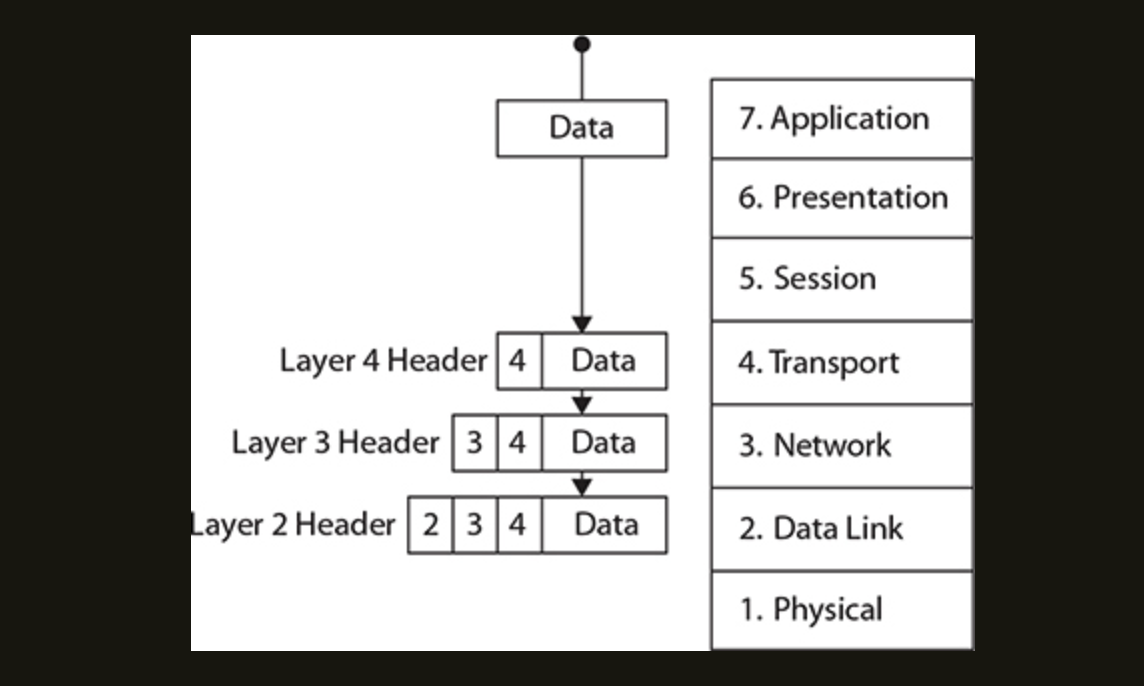 Data
Layer 4 Header 4 Data
Layer 3 Header 3 4 Data
Layer 2 Header 2 3 4 Data
7. Application
6. Presentation
5. Session
4. Transport
3. Network
2. Data Link
1. Physical